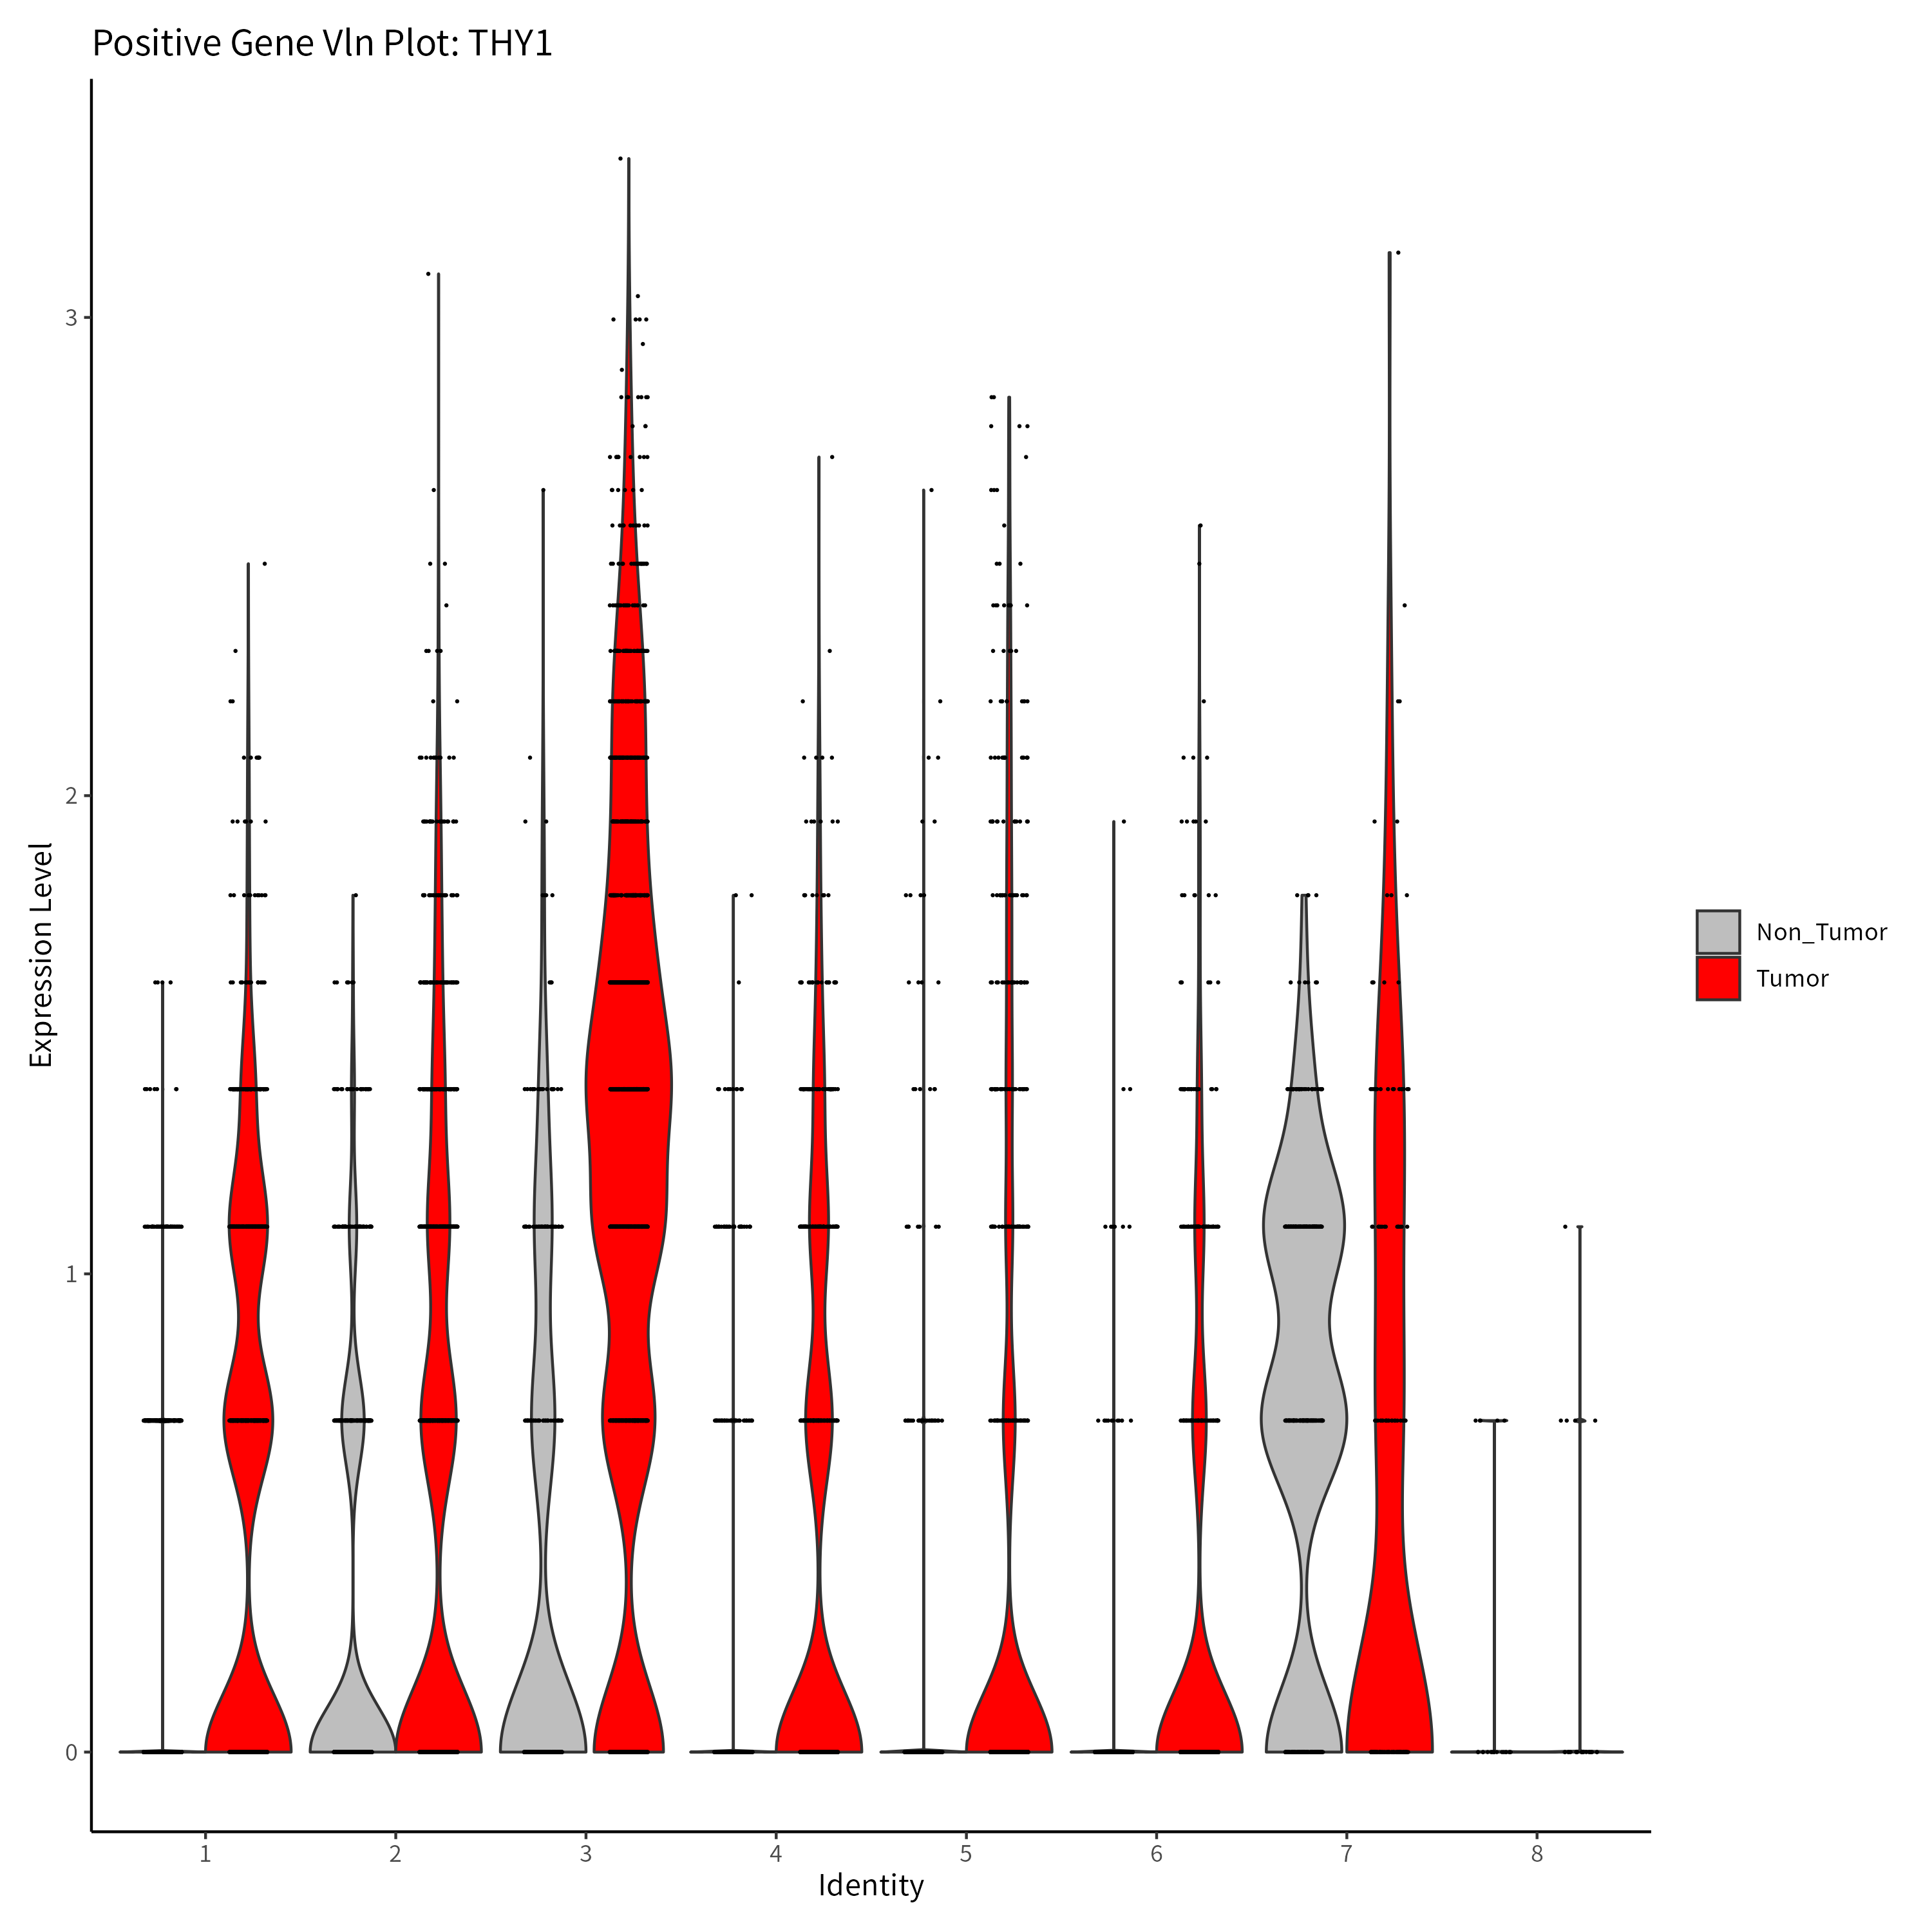 Positive Gene Vln Plot: THY1
Expression Level
3
2
1
0
1 2 3 4 5 6 7 8
Identity
Non_Tumor
Tumor